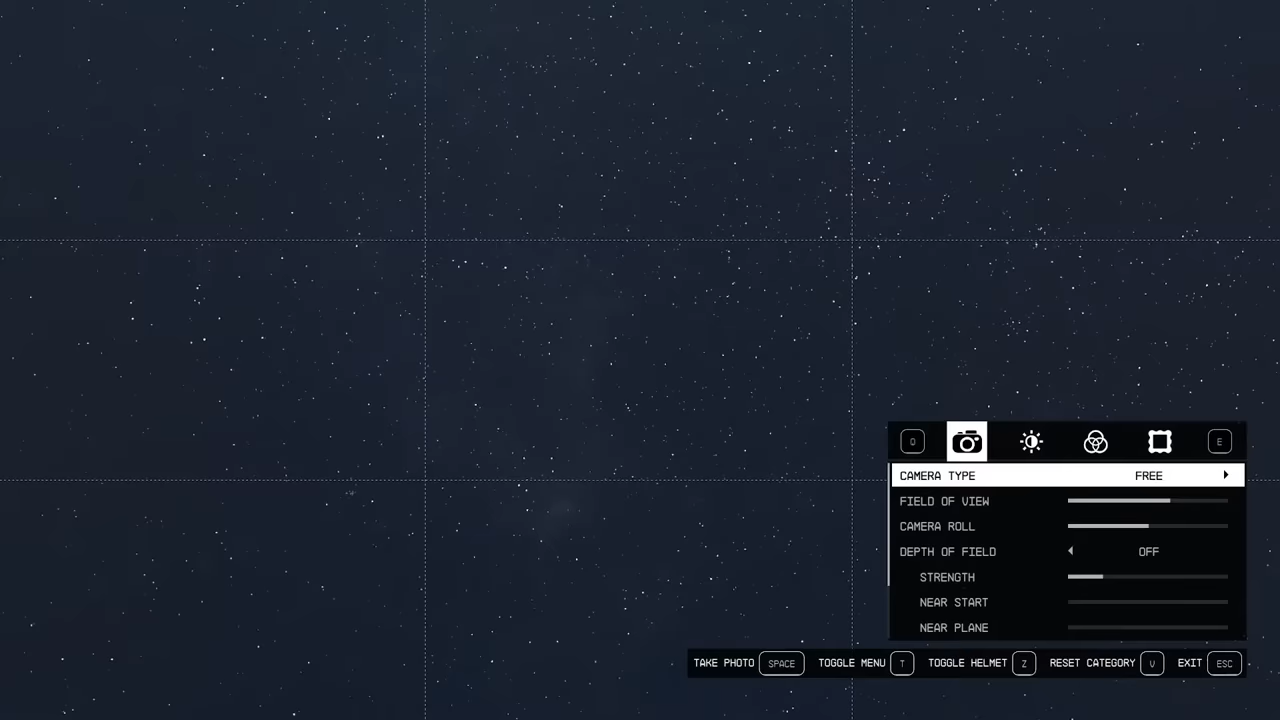 Q E
CAMERA TYPE FREE
FIELD OF VIEW
CAMERA ROLL
DEPTH OF FIELD OFF
STRENGTH
NEAR START
NEAR PLANE
TAKE PHOTO SPACE TOGGLE MENU T TOGGLE HELMET Z RESET CATEGORY V EXIT ESC